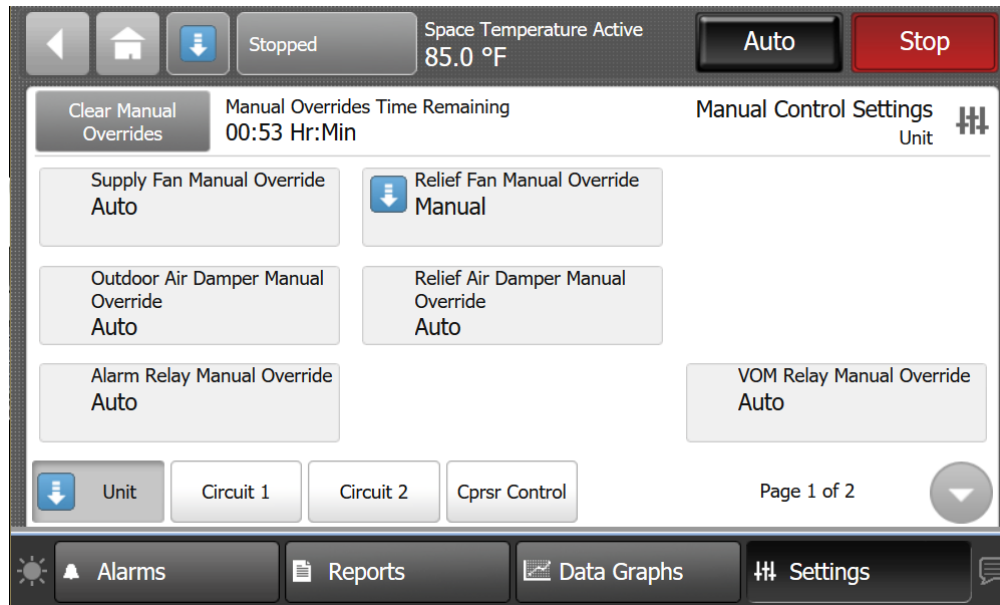 Stopped
Space Temperature Active
85.0 °F
Auto
Stop
Clear Manual
Overrides
Manual Overrides Time Remaining
00:53 Hr:Min
Manual Control Settings
Unit
Supply Fan Manual Override
Auto
Relief Fan Manual Override
Manual
Outdoor Air Damper Manual
Override
Auto
Relief Air Damper Manual
Override
Auto
Alarm Relay Manual Override
Auto
VOM Relay Manual Override
Auto
Unit
Circuit 1
Circuit 2
Cprsr Control
Page 1 of 2
Alarms
Reports
Data Graphs
Settings